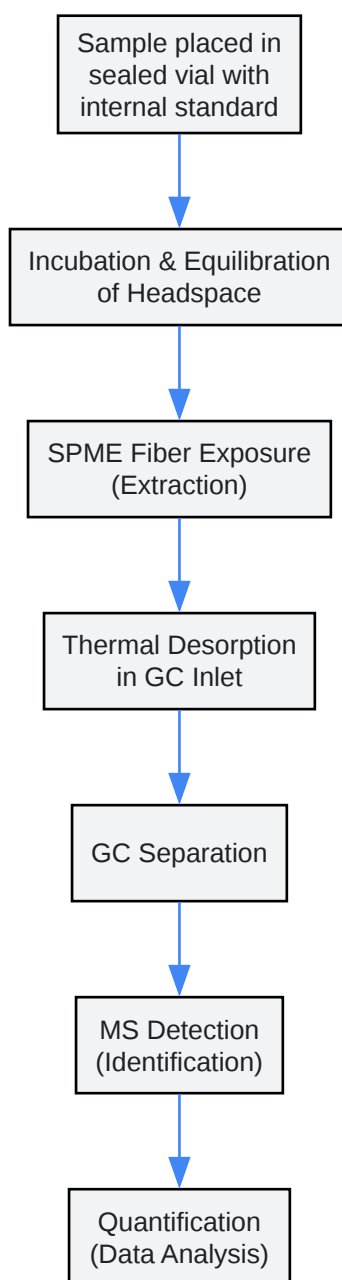 Sample placed in
sealed vial with
internal standard
Incubation & Equilibration
of Headspace
SPME Fiber Exposure
(Extraction)
Thermal Desorption
in GC Inlet
GC Separation
MS Detection
(Identification)
Quantification
(Data Analysis)